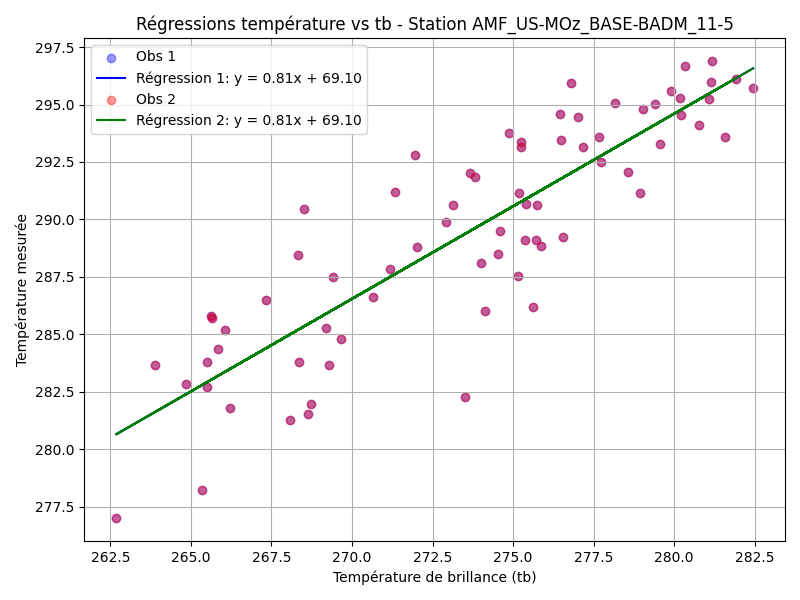 Régressions température vs tb - Station AMF_US-MOz_BASE-BADM_11-5
Obs 1
Régression 1: y = 0.81x + 69.10
Obs 2
Régression 2: y = 0.81x + 69.10
Température mesurée
297.5
295.0
292.5
290.0
287.5
285.0
282.5
280.0
277.5
262.5 265.0 267.5 270.0 272.5 275.0 277.5 280.0 282.5
Température de brillance (tb)